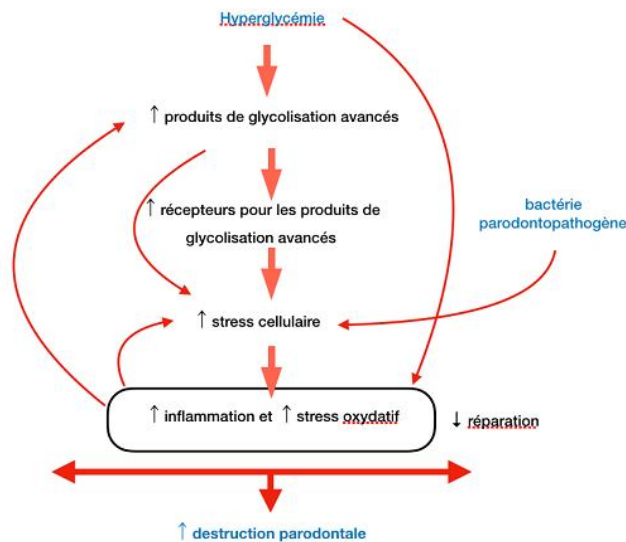 Hyperglycémie
↑ produits de glycolisation avancés
↑ récepteurs pour les produits de
glycolisation avancés
bactérie
parodontopathogène
↑ stress cellulaire
↑ inflammation et ↑ stress oxydatif
↓ réparation
↑ destruction parodontale